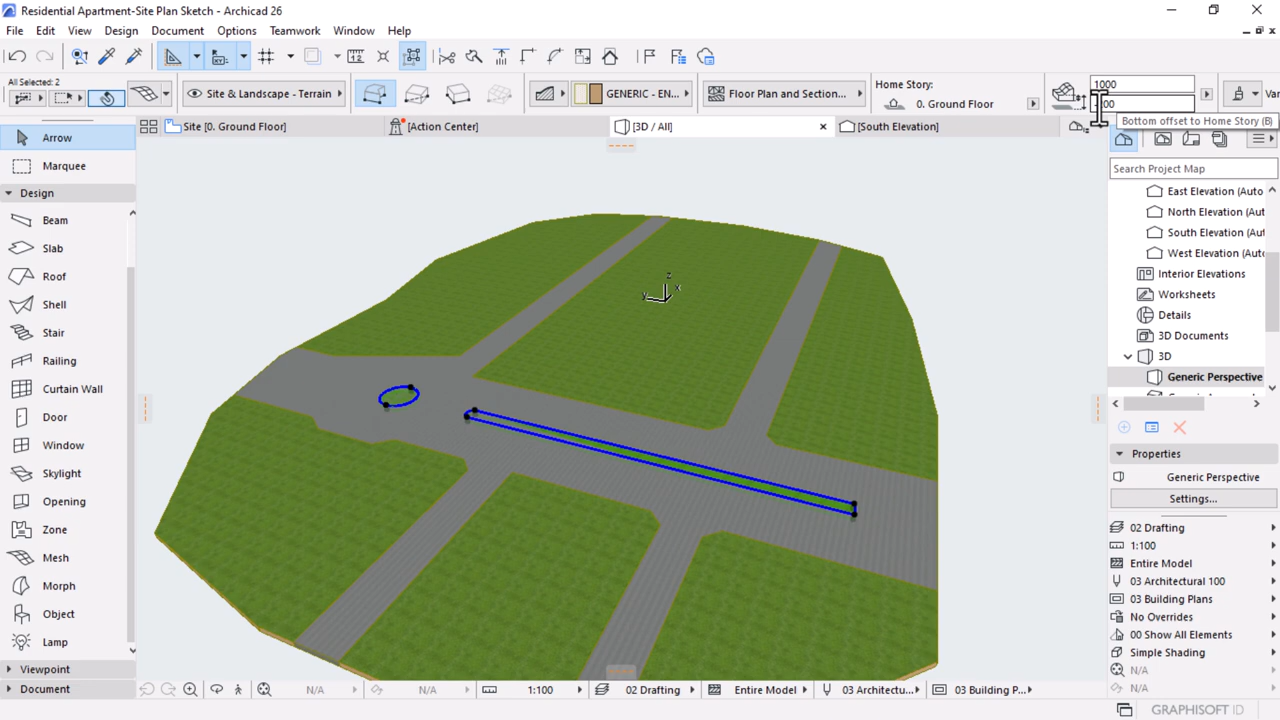 Residential Apartment-Site Plan Sketch - Archicad 26
File Edit View Design Document Options Teamwork Window Help
All Selected: 2
Site & Landscape - Terrain
GENERIC - EN...
Floor Plan and Section...
Home Story:
0. Ground Floor
1000
Var
Bottom offset to Home Story (B)
Arrow
Marquee
Design
Beam
Slab
Roof
Shell
Stair
Railing
Curtain Wall
Door
Window
Skylight
Opening
Zone
Mesh
Morph
Object
Lamp
Viewpoint
Document
Site [0. Ground Floor]
[Action Center]
[3D / All]
[South Elevation]
z
x
y
Search Project Map
East Elevation (Auto
North Elevation (Au
South Elevation (Aut
West Elevation (Auto
Interior Elevations
Worksheets
Details
3D Documents
3D
Generic Perspective
Properties
Generic Perspective
Settings...
02 Drafting
1:100
Entire Model
03 Architectural 100
03 Building Plans
No Overrides
00 Show All Elements
Simple Shading
N/A
N/A
N/A
N/A
1:100
02 Drafting
Entire Model
03 Architectu...
03 Building P...
GRAPHISOFT ID